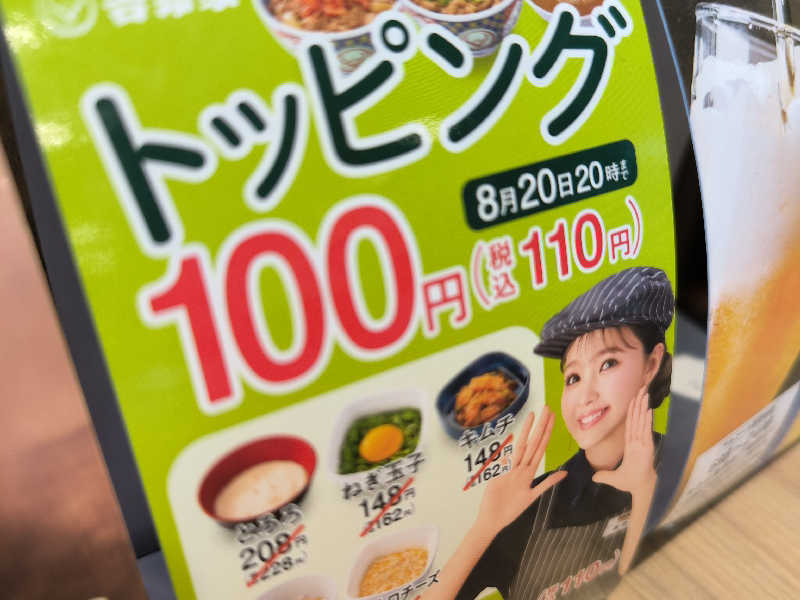 トッピング
8月20日20時まで
100円(税込110円)
キムチ
148円
ねぎ玉子
148円
162円
とろろ
208円
228円
110円